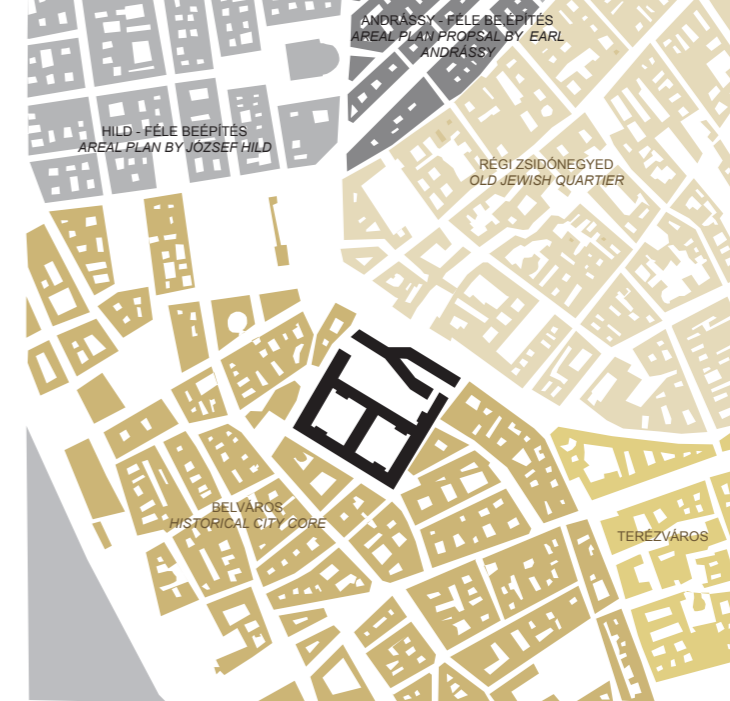 ANDRÁSSY - FÉLE BE ÉPÍTÉS
AREAL PLAN PROPSAL BY EARL
ANDRÁSSY
HILD - FÉLE BEÉPÍTÉS
AREAL PLAN BY JÓZSEF HILD
RÉGI ZSIDÓNEGYED
OLD JEWISH QUARTIER
BELVÁROS
HISTORICAL CITY CORE
TERÉZVÁROS